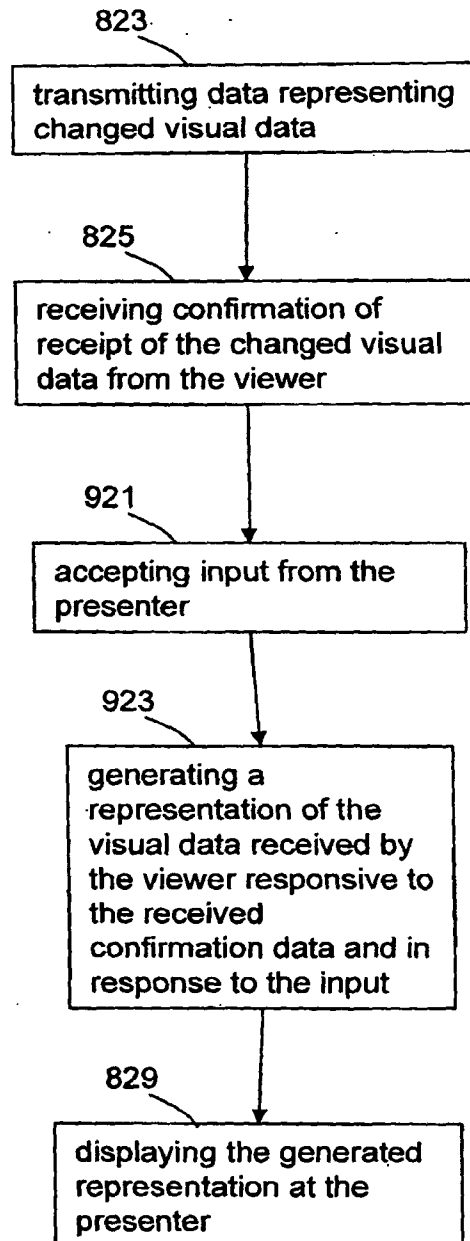 823
transmitting data representing
changed visual data
825
receiving confirmation of
receipt of the changed visual
data from the viewer
921
accepting input from the
presenter
923
generating a
representation of the
visual data received by
the viewer responsive to
the received
confirmation data and in
response to the input
829
displaying the generated
representation at the
presenter